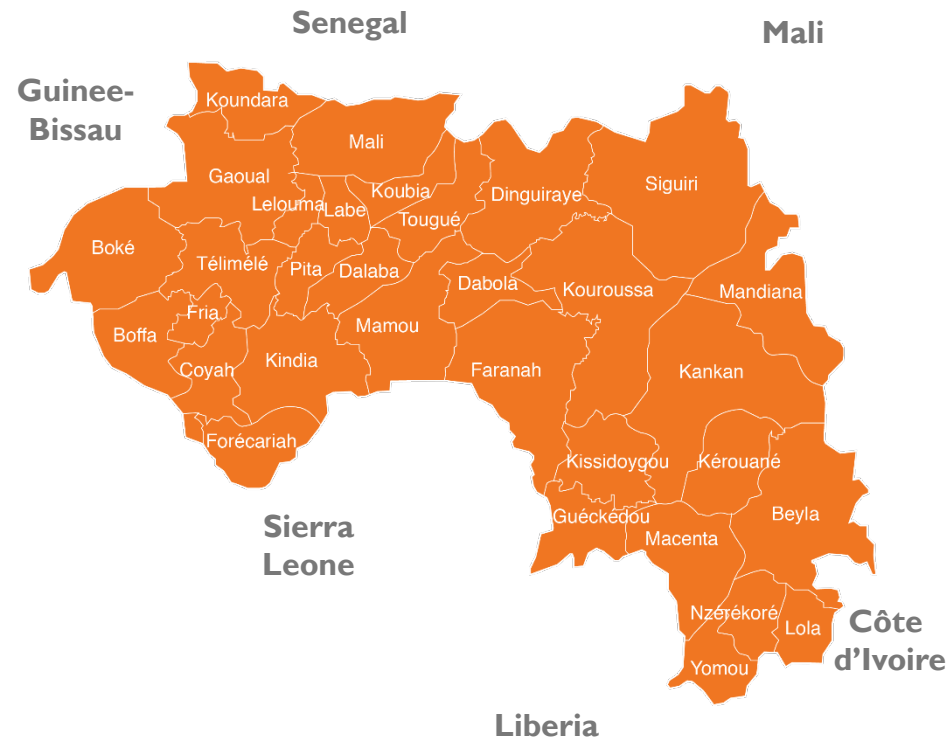 Senegal
Mali
Guinee-
Bissau
Koundara
Mali
Gaoual
Siguiri
Koubia
Dinguiraye
Lelouma
Labe
Tougué
Boké
Télimélé
Pita
Dalaba
Dabola
Kouroussa
Mandiana
Fria
Boffa
Mamou
Kindia
Coyah
Faranah
Kankan
Forécariah
Kissidoygou
Kérouané
Guéckédou
Beyla
Macenta
Sierra
Leone
Nzérékoré
Lola
Côte
d'Ivoire
Yomou
Liberia